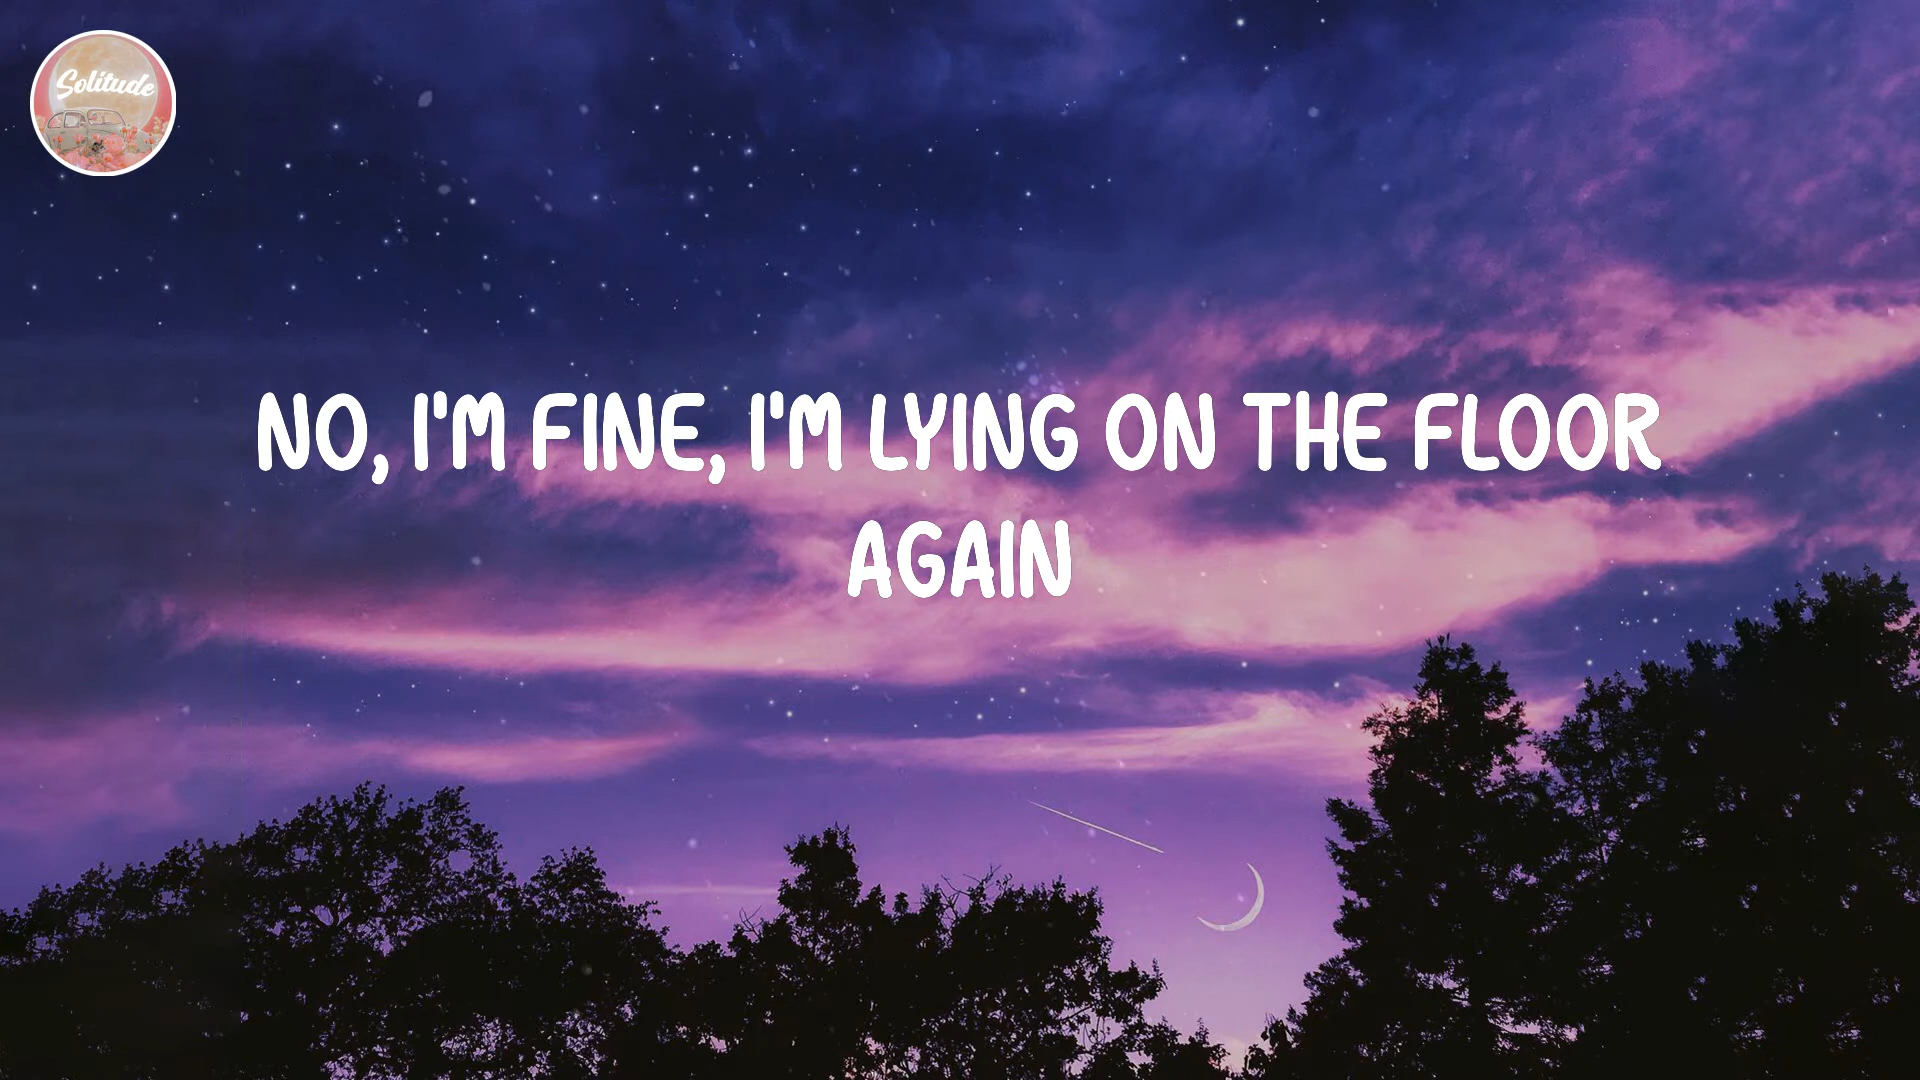 Solitude
NO, I'M FINE, I'M LYING ON THE FLOOR
AGAIN